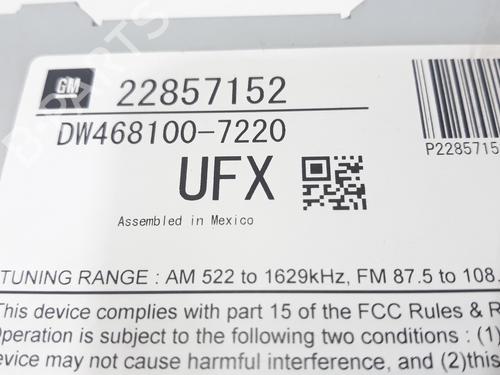 GM
22857152
DW468100-7220
UFX
Assembled in Mexico
P2285715
TUNING RANGE : AM 522 to 1629kHz, FM 87.5 to 108.
This device complies with part 15 of the FCC Rules & R
Operation is subject to the following two conditions : (1)
device may not cause harmful interference, and (2)this
B-PARTS